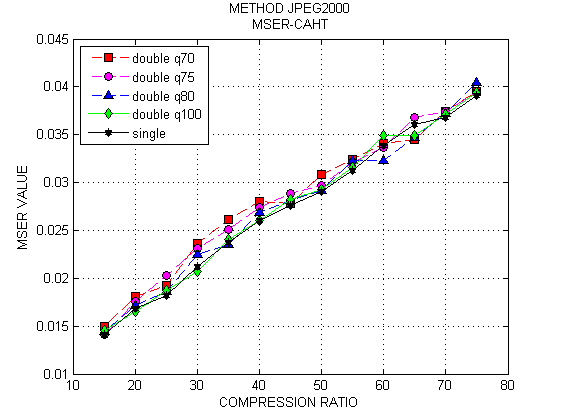 METHOD JPEG2000
MSER-CAHT
0.045
0.04
0.035
0.03
0.025
0.02
0.015
0.01
MSER VALUE
double q70
double q75
double q80
double q100
single
10 20 30 40 50 60 70 80
COMPRESSION RATIO